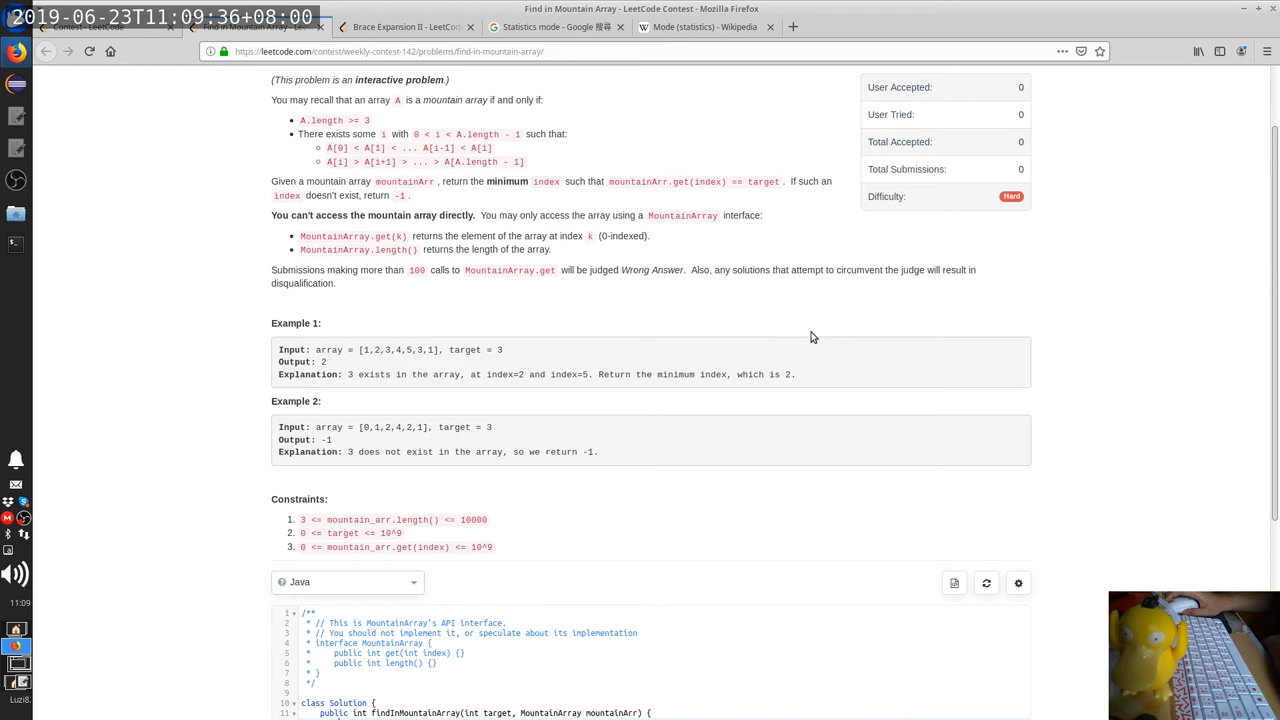 Find in Mountain Array - LeetCode Contest - Mozilla Firefox
2019-06-23T11:09:36+08:00
Contest - LeetCode
Find in Mountain Array - Leet
Brace Expansion II - LeetCod
Statistics mode - Google 搜尋
Mode (statistics) - Wikipedia
https://leetcode.com/contest/weekly-contest-142/problems/find-in-mountain-array/
(This problem is an interactive problem.)
You may recall that an array A is a mountain array if and only if:
A.length >= 3
There exists some i with 0 < i < A.length - 1 such that:
A[0] < A[1] < ... A[i-1] < A[i]
A[i] > A[i+1] > ... > A[A.length - 1]
Given a mountain array mountainArr, return the minimum index such that mountainArr.get(index) == target. If such an
index doesn't exist, return -1.
You can't access the mountain array directly. You may only access the array using a MountainArray interface:
MountainArray.get(k) returns the element of the array at index k (0-indexed).
MountainArray.length() returns the length of the array.
Submissions making more than 100 calls to MountainArray.get will be judged Wrong Answer. Also, any solutions that attempt to circumvent the judge will result in
disqualification.
User Accepted: 0
User Tried: 0
Total Accepted: 0
Total Submissions: 0
Difficulty: Hard
Example 1:
Input: array = [1,2,3,4,5,3,1], target = 3
Output: 2
Explanation: 3 exists in the array, at index=2 and index=5. Return the minimum index, which is 2.
Example 2:
Input: array = [0,1,2,4,2,1], target = 3
Output: -1
Explanation: 3 does not exist in the array, so we return -1.
Constraints:
1. 3 <= mountain_arr.length() <= 10000
2. 0 <= target <= 10^9
3. 0 <= mountain_arr.get(index) <= 10^9
Java
1 /**
2 * // This is MountainArray's API interface.
3 * // You should not implement it, or speculate about its implementation
4 * interface MountainArray {
5 * public int get(int index) {}
6 * public int length() {}
7 * }
8 */
9
10 class Solution {
11 public int findInMountainArray(int target, MountainArray mountainArr) {
11:09
Luzi8